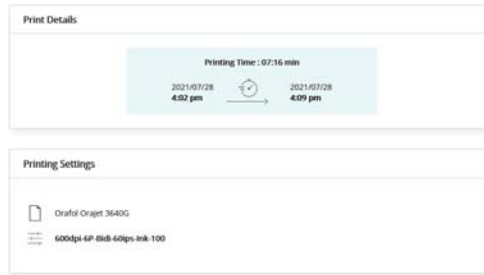 Print Details
Printing Time : 07:16 min
2021/07/28
4:02 pm
2021/07/28
4:09 pm
Printing Settings
Orafol Orajet 3640G
600dpi-6P-Bidi-60ips-Ink-100